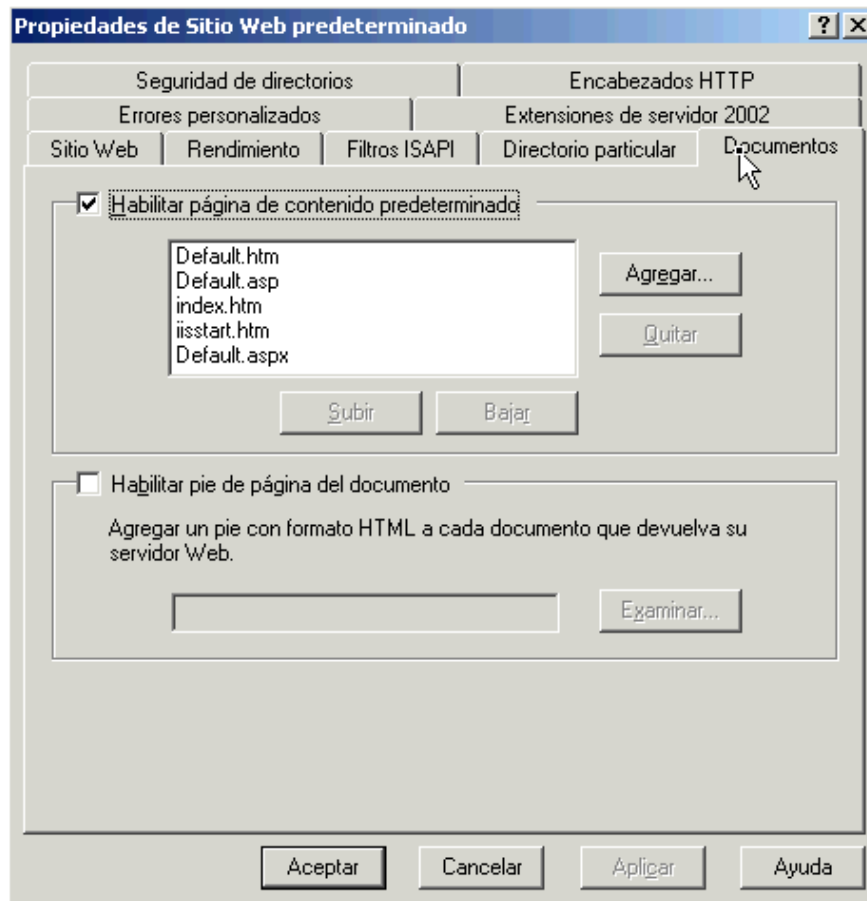 Propiedades de Sitio Web predeterminado
Seguridad de directorios
Encabezados HTTP
Errores personalizados
Extensiones de servidor 2002
Sitio Web
Rendimiento
Filtros ISAPI
Directorio particular
Documentos
Habilitar página de contenido predeterminado
Default.htm
Default.asp
index.htm
iisstart.htm
Default.aspx
Agregar...
Quitar
Subir
Bajar
Habilitar pie de página del documento
Agregar un pie con formato HTML a cada documento que devuelva su
servidor Web.
Examinar...
Aceptar
Cancelar
Aplicar
Ayuda